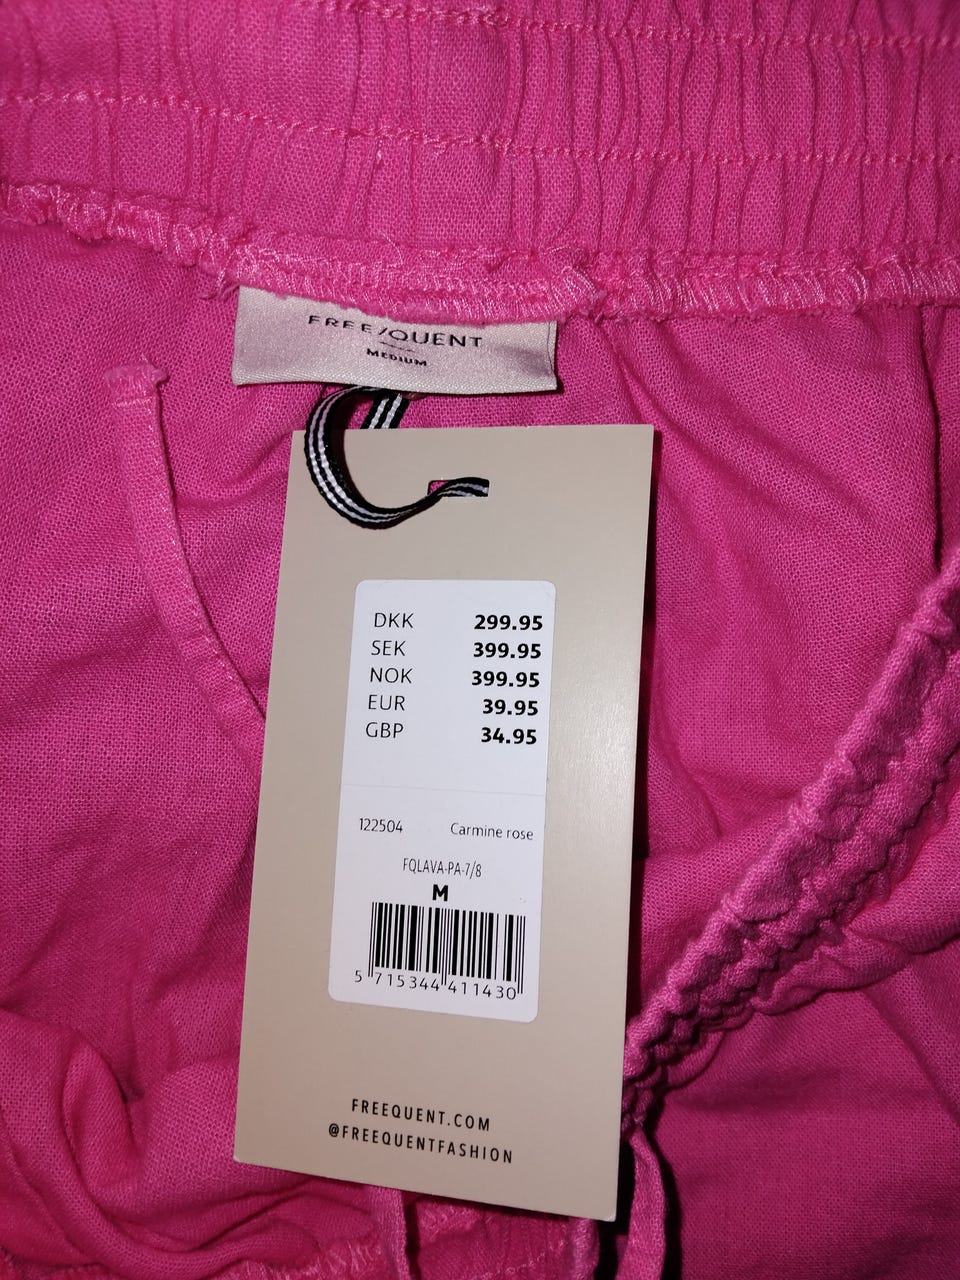 FREE/QUENT
MEDIUM
DKK 299.95
SEK 399.95
NOK 399.95
EUR 39.95
GBP 34.95
122504 Carmine rose
FQLAVA-PA-7/8
M
5 715344 411430
FREEQUENT.COM
@FREEQUENTFASHION